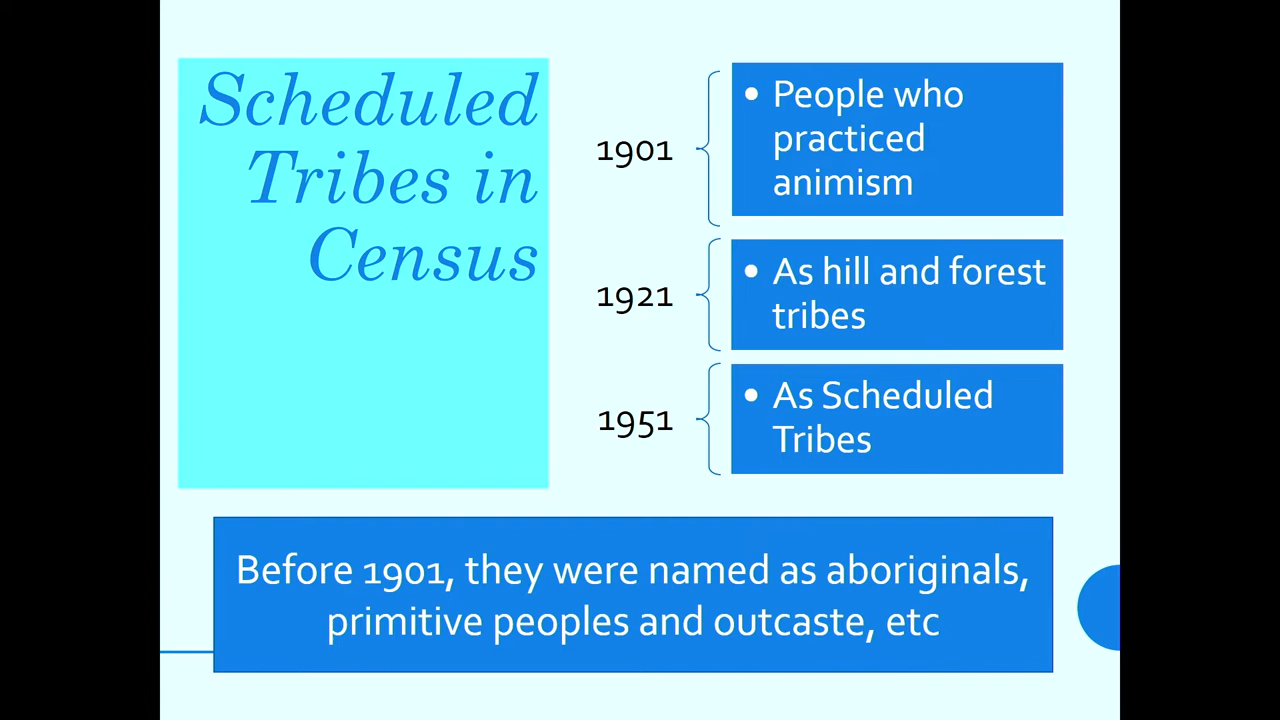 Scheduled
Tribes in
Census
1901
• People who
practiced
animism
1921
• As hill and forest
tribes
1951
• As Scheduled
Tribes
Before 1901, they were named as aboriginals,
primitive peoples and outcaste, etc